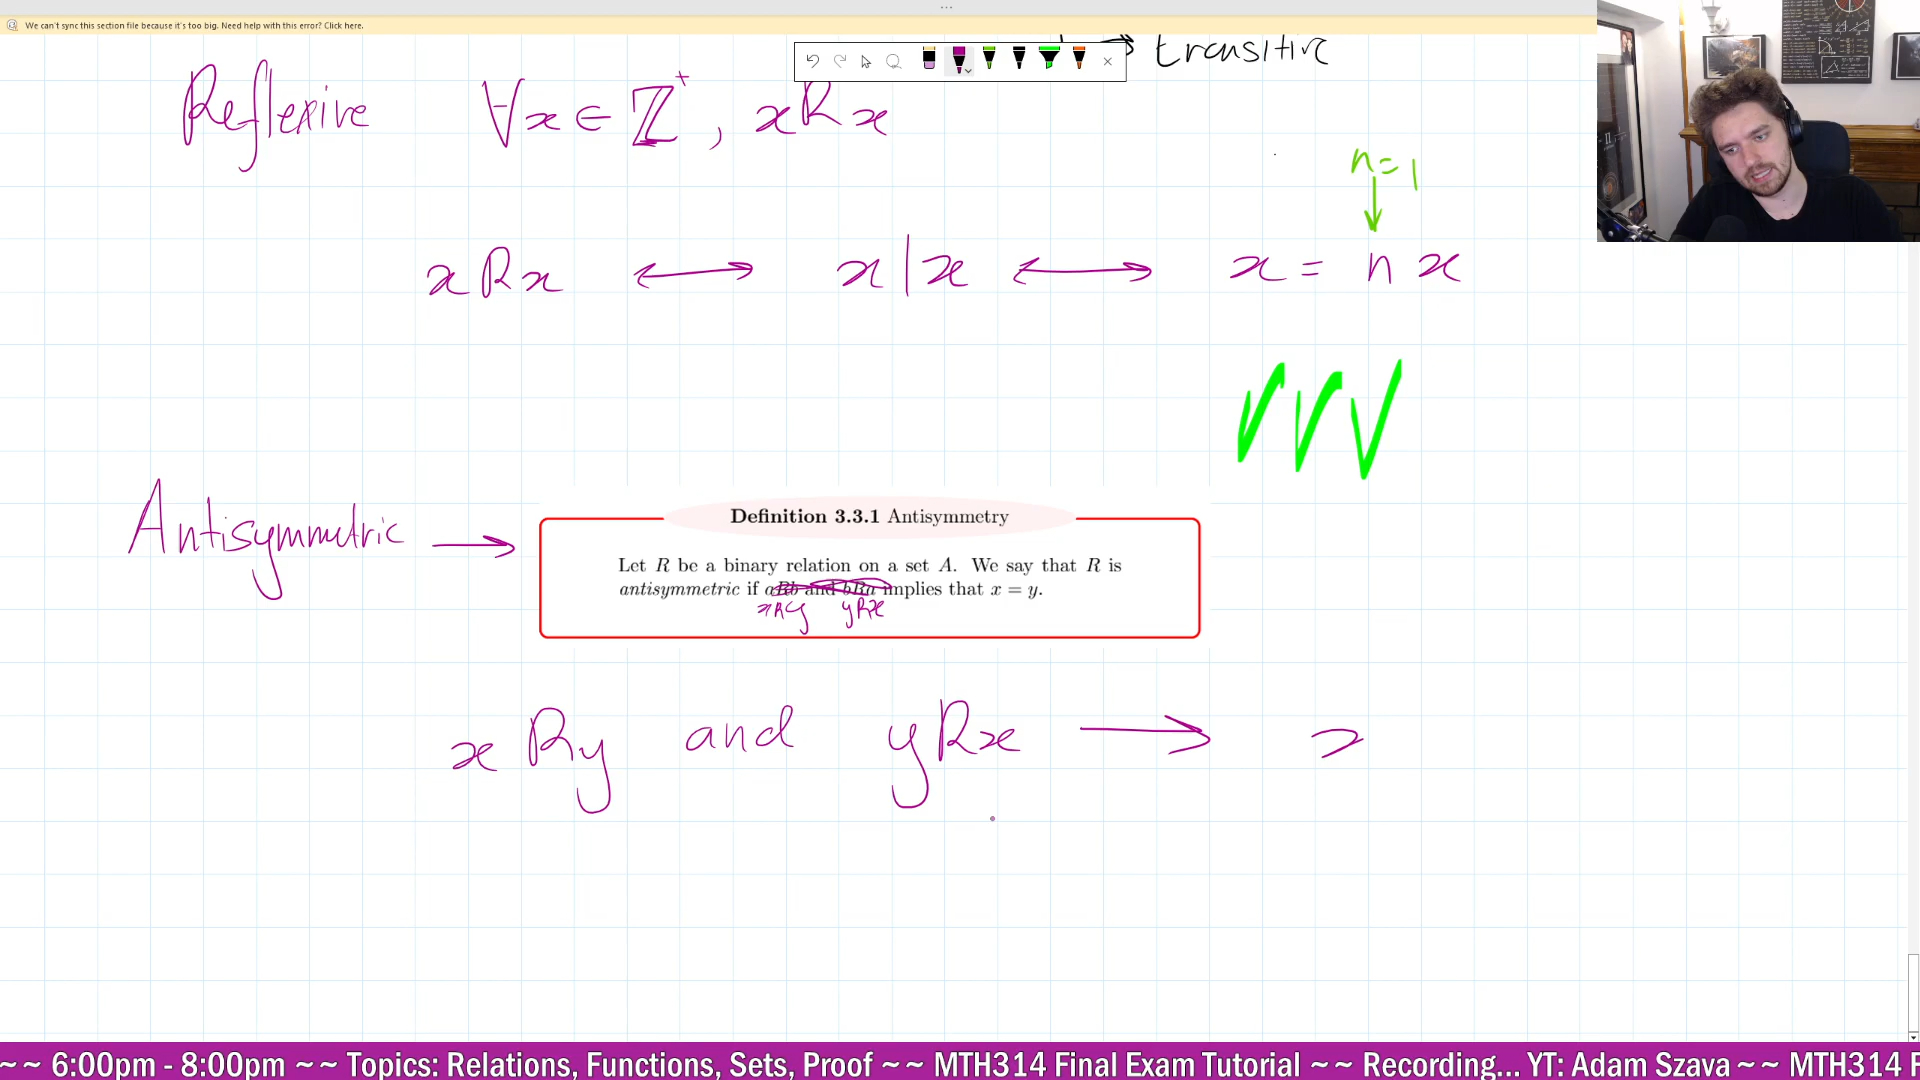 We can't sync this section file because it's too big. Need help with this error? Click here.
→ transitive
Reflexive ∀x ∈ ℤ⁺, xRx
n=1
xRx ↔ x|x ↔ x = nx
Antisymmetric →
Definition 3.3.1 Antisymmetry
Let R be a binary relation on a set A. We say that R is
antisymmetric if aRb and bRa implies that x = y.
xRy yRx
xRy and yRx → x
~~ 6:00pm - 8:00pm ~~ Topics: Relations, Functions, Sets, Proof ~~ MTH314 Final Exam Tutorial ~~ Recording... YT: Adam Szava ~~ MTH314 F